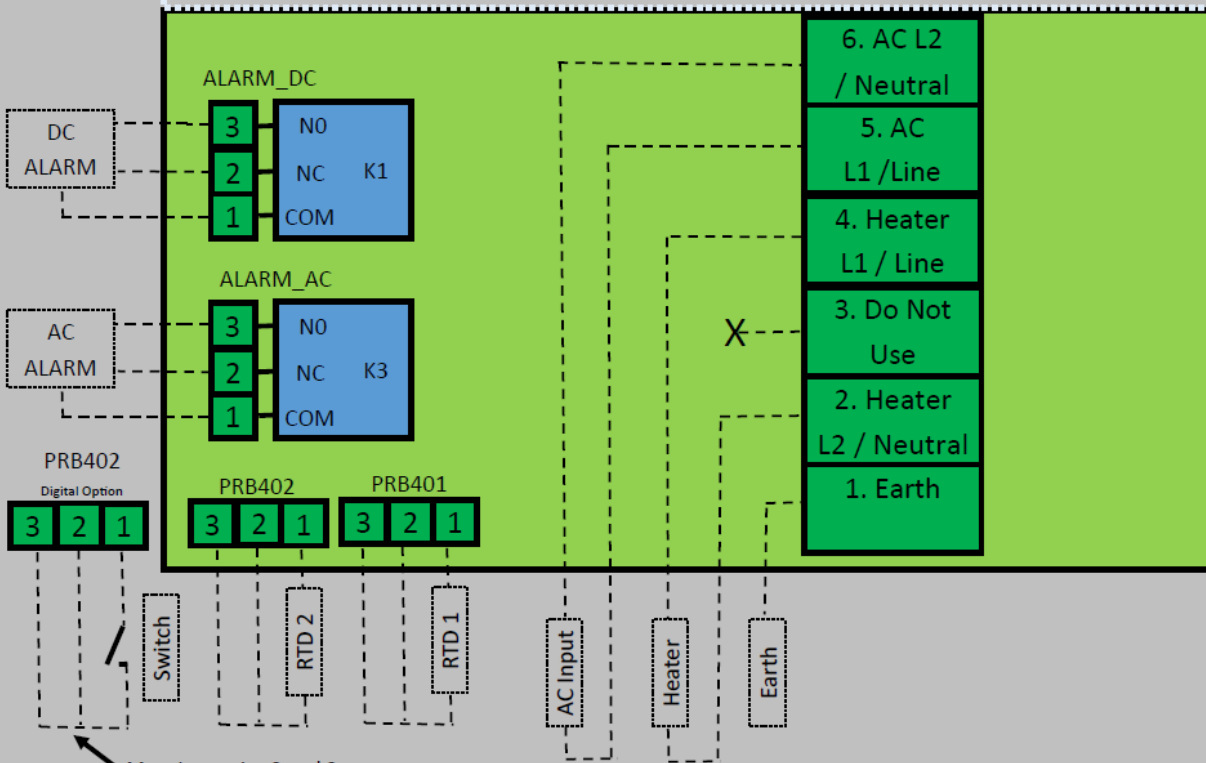 ALARM_DC
DC
ALARM
3
2
1
N0
NC
K1
COM
ALARM_AC
AC
ALARM
3
2
1
N0
NC
K3
COM
PRB402
Digital Option
3 2 1
PRB402
3 2 1
PRB401
3 2 1
Switch
RTD 2
RTD 1
AC Input
Heater
Earth
6. AC L2
/ Neutral
5. AC
L1 /Line
4. Heater
L1 / Line
3. Do Not
Use
X
2. Heater
L2 / Neutral
1. Earth